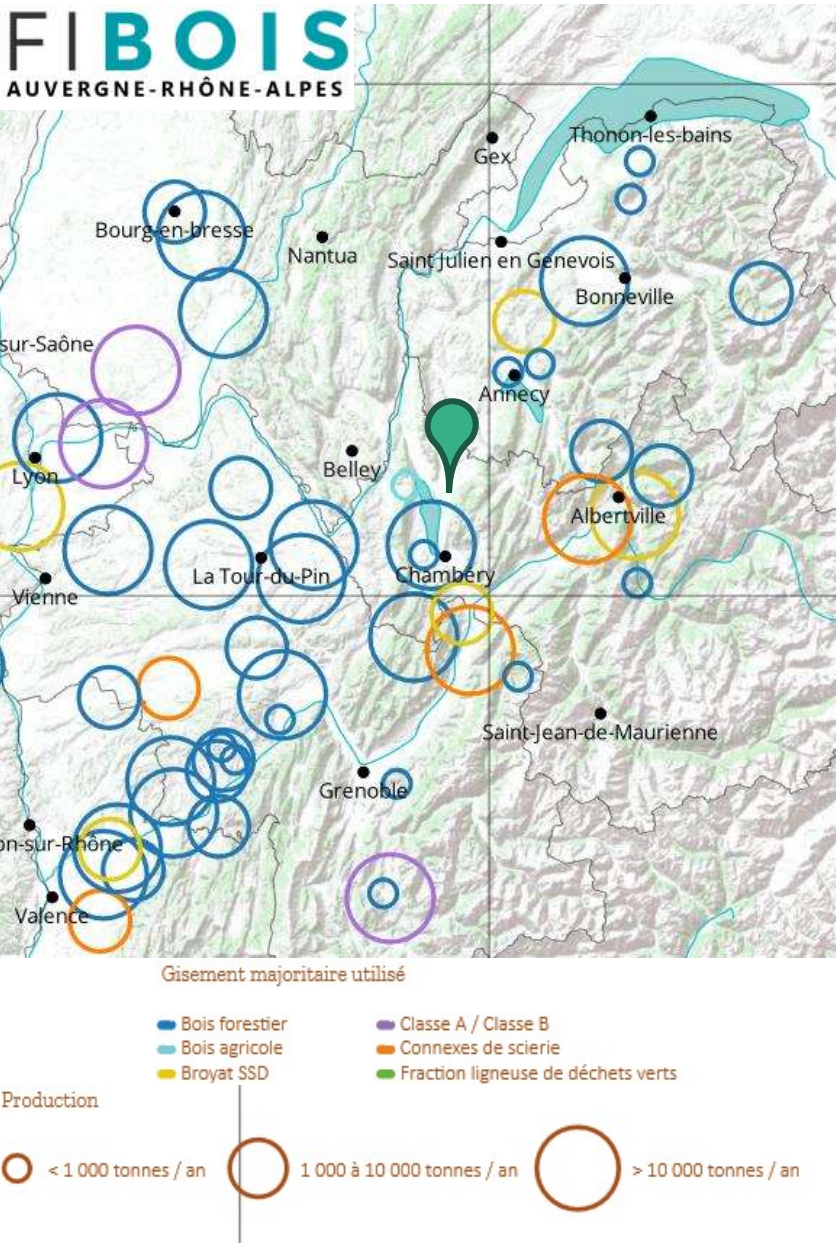 FIBOIS
AUVERGNE-RHÔNE-ALPES
Thonon-les-bains
Gex
Bourg-en-bresse
Nantua
Saint Julien en Genevois
Bonneville
sur-Saône
Annecy
Lyon
Belley
Albertville
La Tour-du-Pin
Chambéry
Vienne
Saint-Jean-de-Maurienne
Grenoble
on-sur-Rhône
Valence
Gisement majoritaire utilisé
Bois forestier
Classe A / Classe B
Bois agricole
Connexes de scierie
Broyat SSD
Fraction ligneuse de déchets verts
Production
< 1 000 tonnes / an
1 000 à 10 000 tonnes / an
> 10 000 tonnes / an